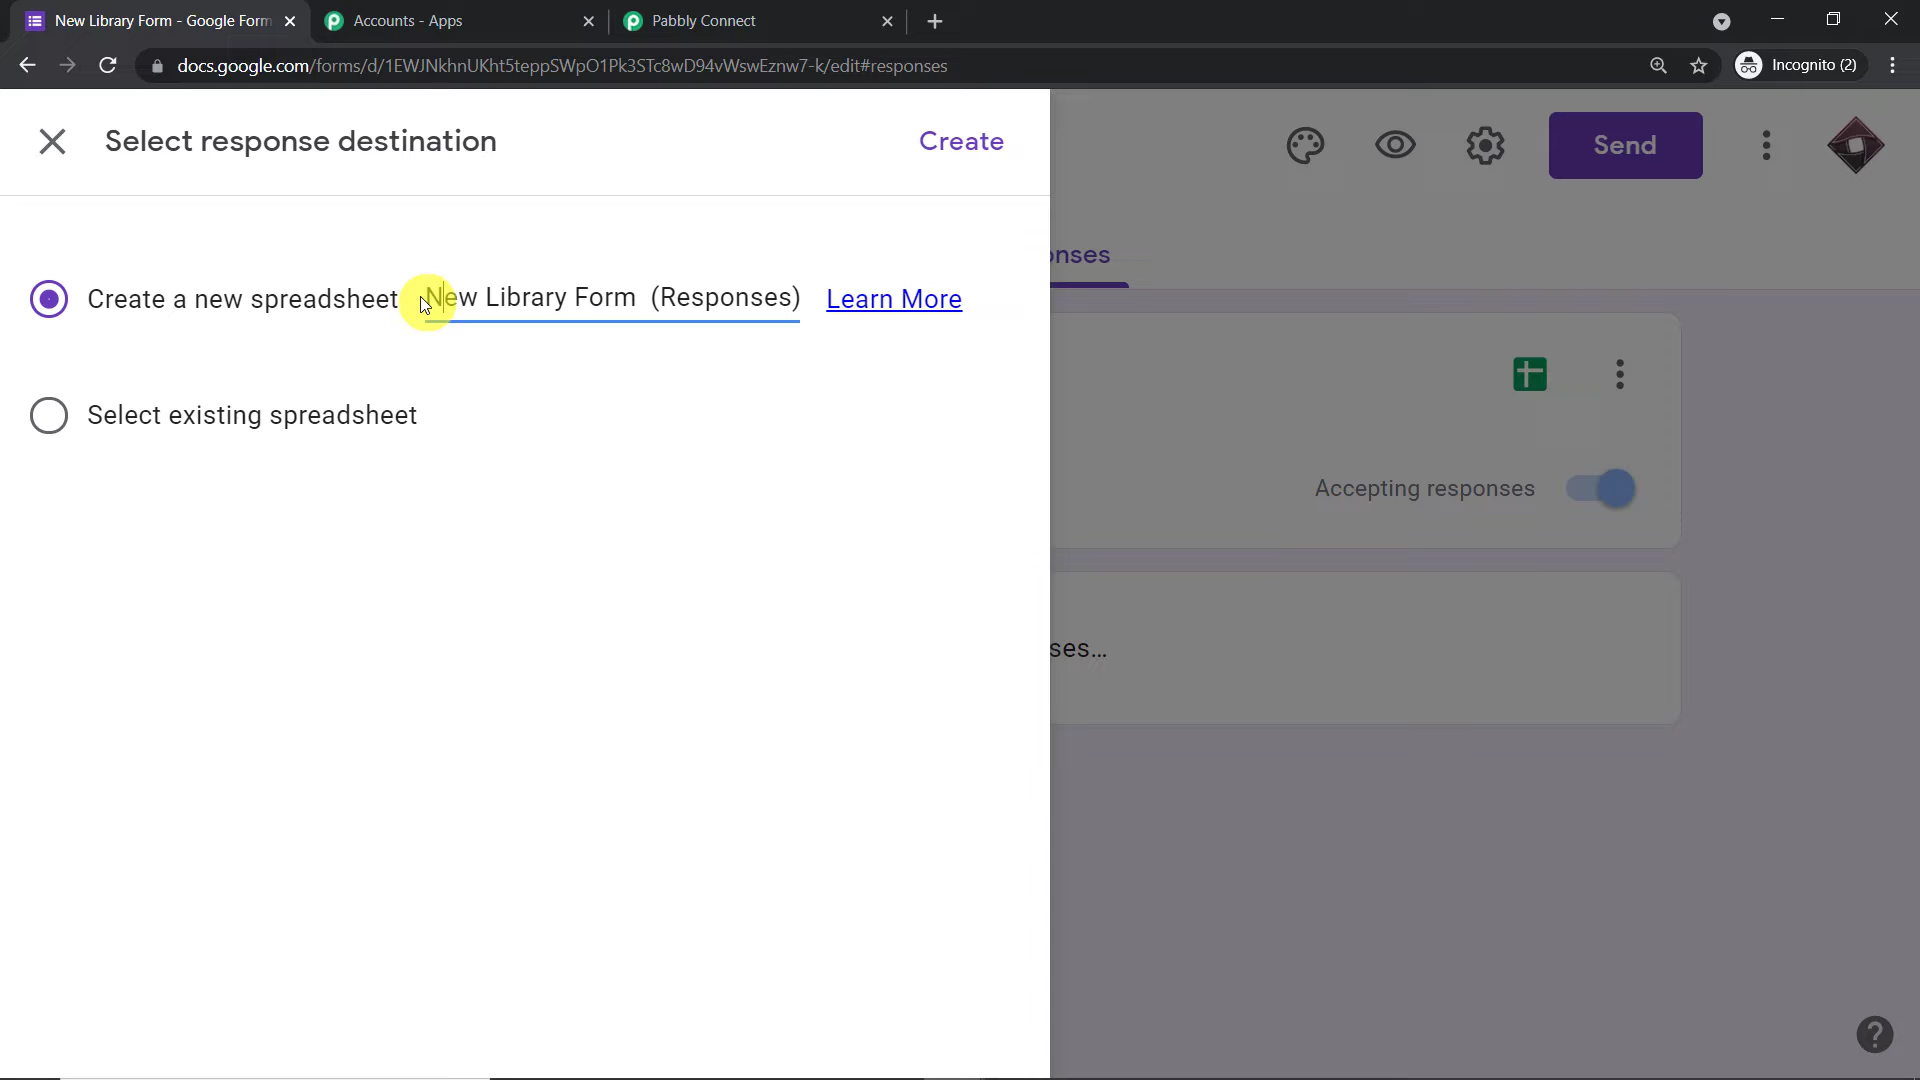 New Library Form - Google Form
Accounts - Apps
Pabbly Connect
docs.google.com/forms/d/1EWJNkhnUKht5teppSWpO1Pk3STc8wD94vWswEznw7-k/edit#responses
Incognito (2)
Select response destination
Create
Send
onses
Create a new spreadsheet
New Library Form (Responses)
Learn More
Select existing spreadsheet
Accepting responses
ses...